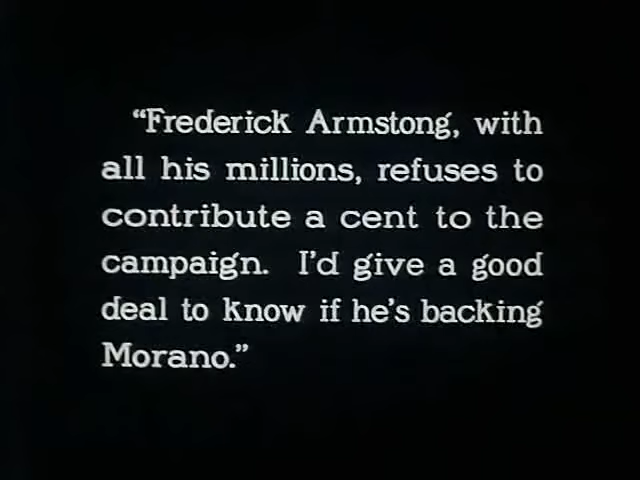 “Frederick Armstong, with
all his millions, refuses to
contribute a cent to the
campaign. I'd give a good
deal to know if he's backing
Morano.”